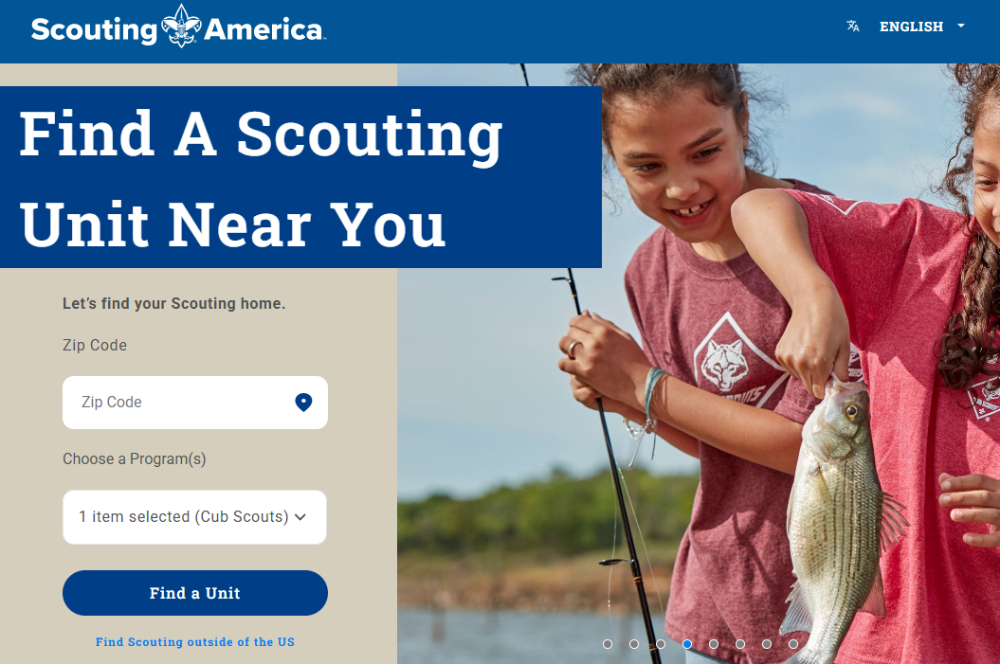 Scouting America
ENGLISH
Find A Scouting
Unit Near You
Let's find your Scouting home.
Zip Code
Zip Code
Choose a Program(s)
1 item selected (Cub Scouts)
Find a Unit
Find Scouting outside of the US